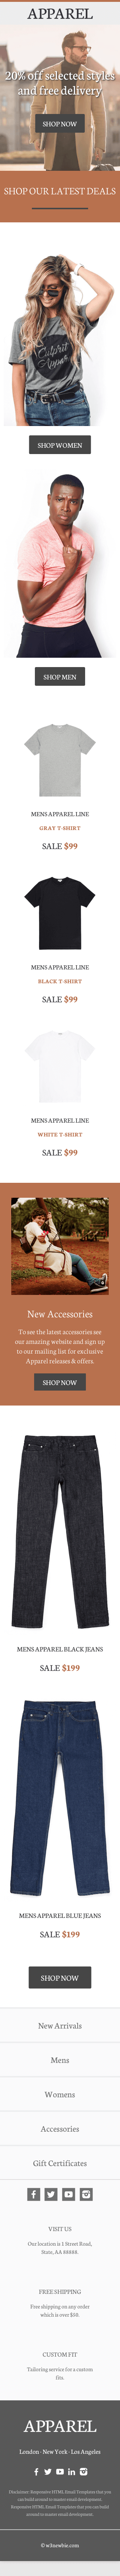 APPAREL
20% off selected styles
and free delivery
SHOP NOW
SHOP OUR LATEST DEALS
SHOP WOMEN
SHOP MEN
MENS APPAREL LINE
GRAY T-SHIRT
SALE $99
MENS APPAREL LINE
BLACK T-SHIRT
SALE $99
MENS APPAREL LINE
WHITE T-SHIRT
SALE $99
New Accessories
To see the latest accessories see
our amazing website and sign up
to our mailing list for exclusive
Apparel releases & offers.
SHOP NOW
MENS APPAREL BLACK JEANS
SALE $199
MENS APPAREL BLUE JEANS
SALE $199
SHOP NOW
New Arrivals
Mens
Womens
Accessories
Gift Certificates
VISIT US
Our location is 1 Street Road,
State, AA 88888.
FREE SHIPPING
Free shipping on any order
which is over $50.
CUSTOM FIT
Tailoring service for a custom
fits.
APPAREL
London · New York · Los Angeles
Disclaimer: Responsive HTML Email Templates that you
can build around to master email development.
Responsive HTML Email Templates that you can build
around to master email development.
© w3newbie.com